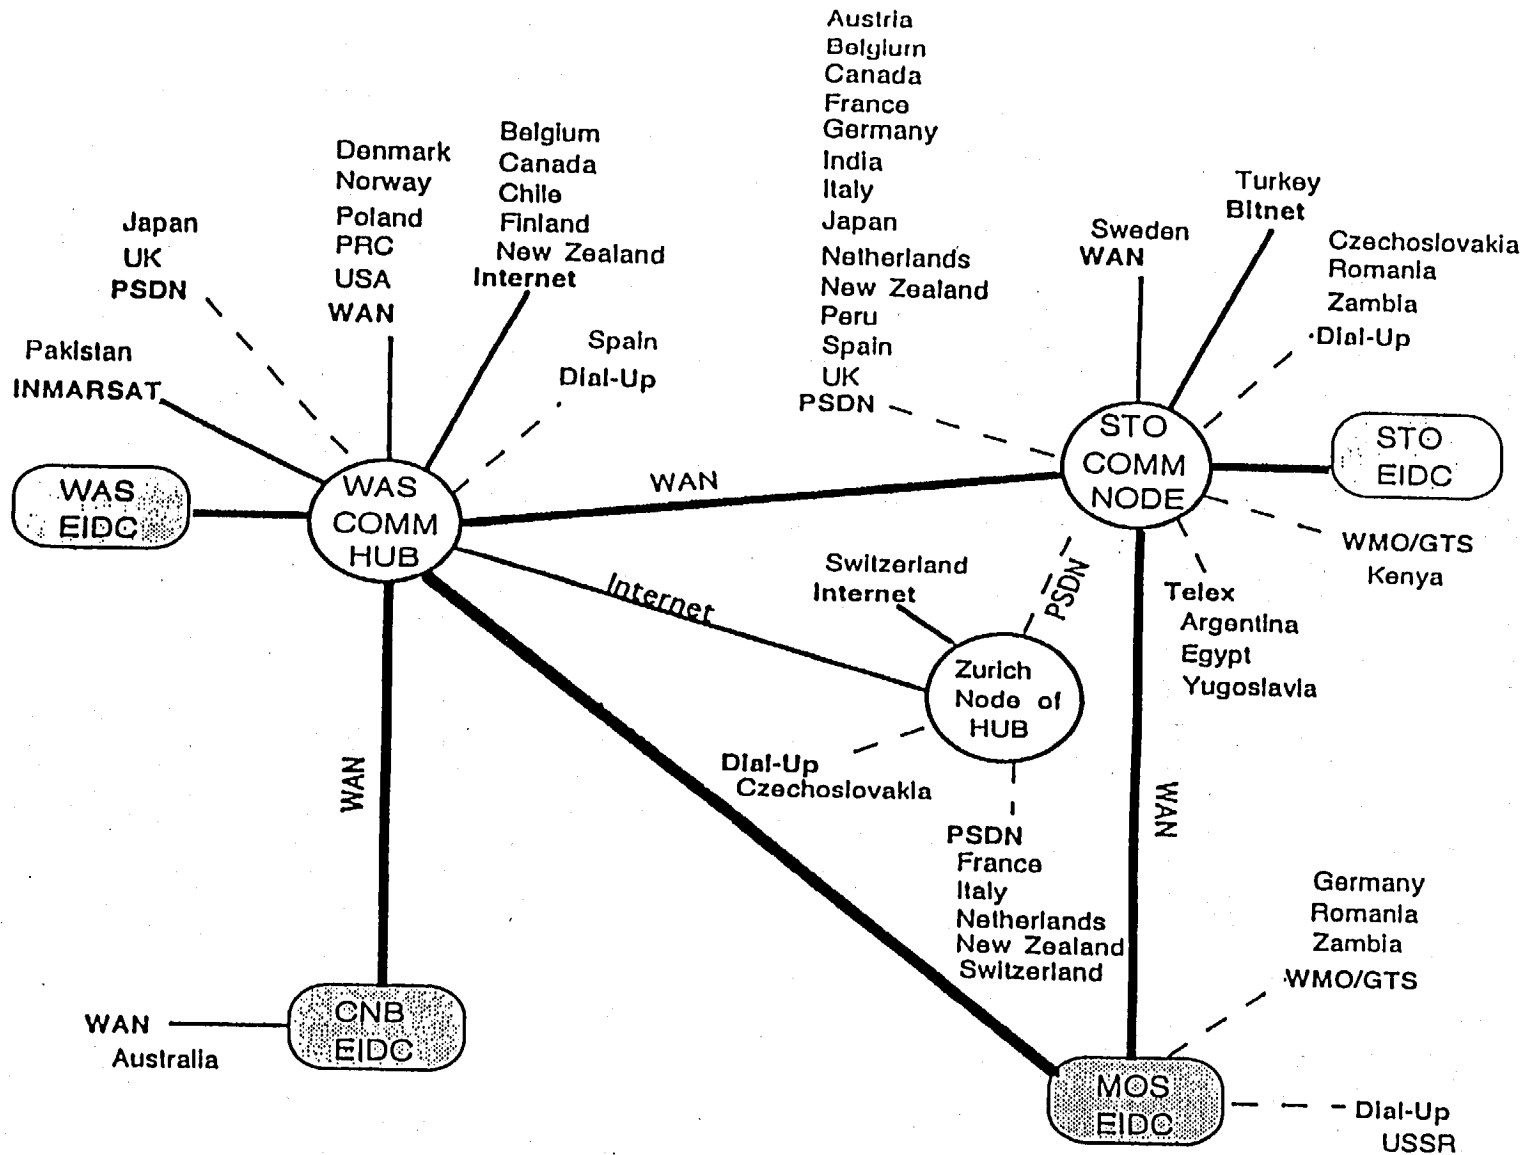 Japan
UK
PSDN
Pakistan
INMARSAT
Denmark
Norway
Poland
PRC
USA
WAN
Belgium
Canada
Chile
Finland
New Zealand
Internet
Spain
Dial-Up
WAS
EIDC
WAS
COMM
HUB
WAN
Internet
WAN
WAN
Australia
CNB
EIDC
Austria
Belgium
Canada
France
Germany
India
Italy
Japan
Netherlands
New Zealand
Peru
Spain
UK
PSDN
Sweden
WAN
Turkey
Bitnet
Czechoslovakia
Romania
Zambia
Dial-Up
STO
COMM
NODE
STO
EIDC
WMO/GTS
Kenya
Telex
Argentina
Egypt
Yugoslavia
PSDN
Switzerland
Internet
Zurich
Node of
HUB
Dial-Up
Czechoslovakia
PSDN
France
Italy
Netherlands
New Zealand
Switzerland
WAN
Germany
Romania
Zambia
WMO/GTS
MOS
EIDC
Dial-Up
USSR